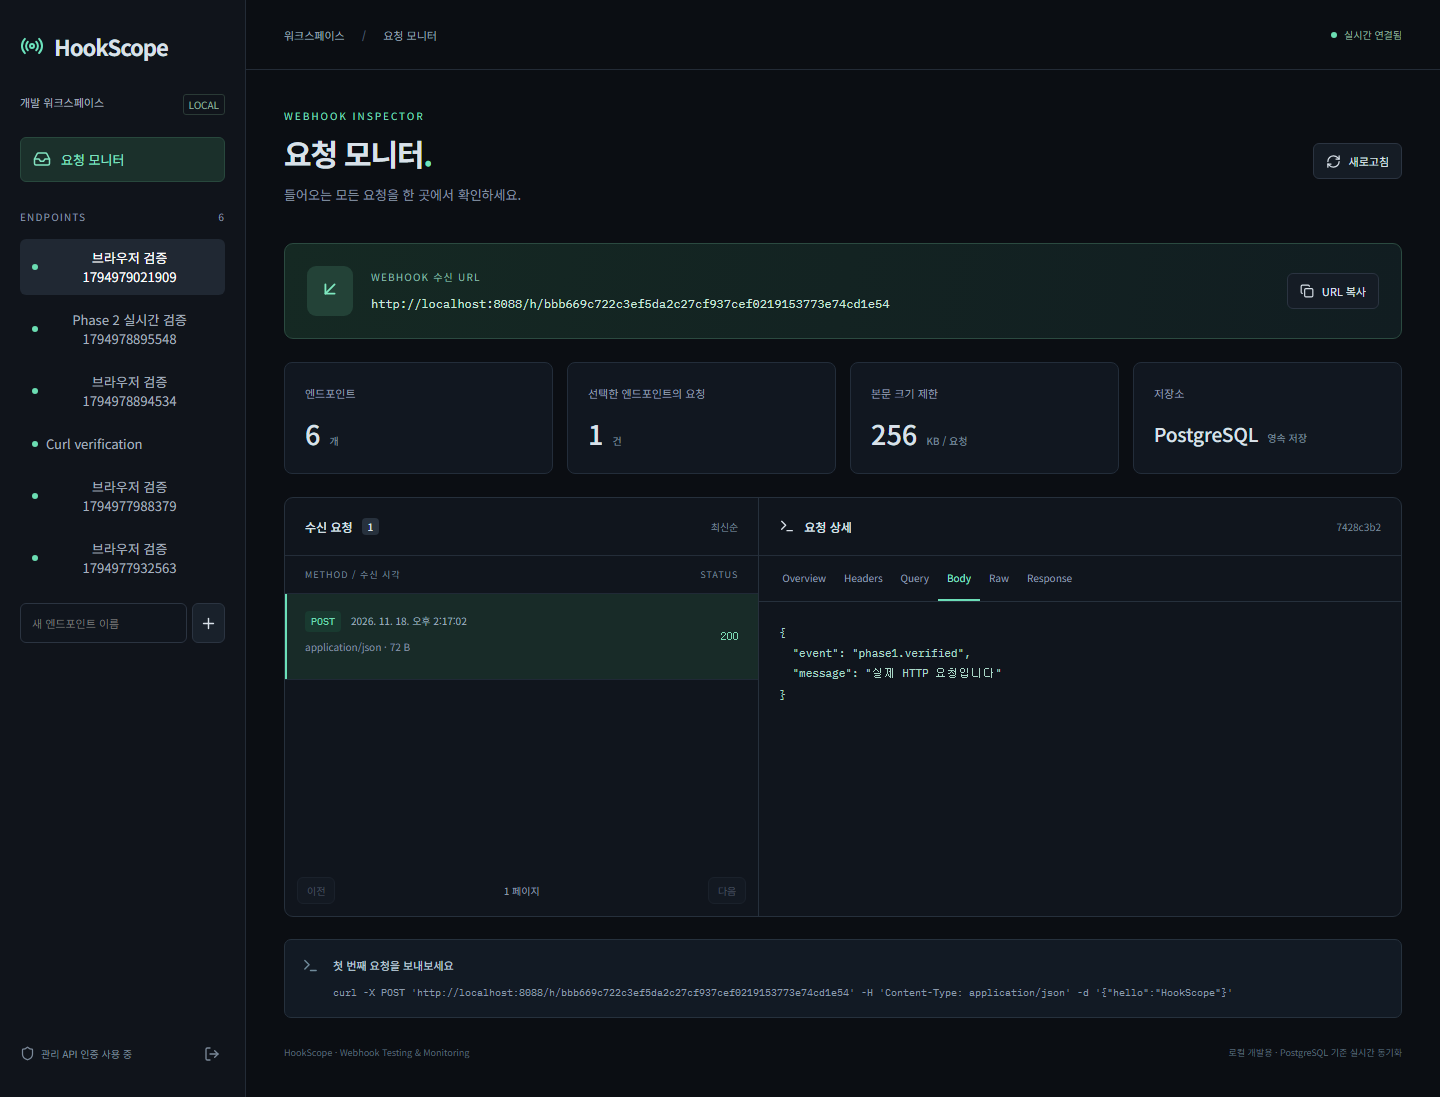 HookScope
개발 워크스페이스
LOCAL
요청 모니터
ENDPOINTS
6
브라우저 검증
1794979021909
Phase 2 실시간 검증
1794978895548
브라우저 검증
1794978894534
Curl verification
브라우저 검증
1794977988379
브라우저 검증
1794977932563
새 엔드포인트 이름
관리 API 인증 사용 중
워크스페이스 / 요청 모니터
실시간 연결됨
WEBHOOK INSPECTOR
요청 모니터.
들어오는 모든 요청을 한 곳에서 확인하세요.
새로고침
WEBHOOK 수신 URL
http://localhost:8088/h/bbb669c722c3ef5da2c27cf937cef0219153773e74cd1e54
URL 복사
엔드포인트
6 개
선택한 엔드포인트의 요청
1 건
본문 크기 제한
256 KB / 요청
저장소
PostgreSQL 영속 저장
수신 요청 1
최신순
METHOD / 수신 시각
STATUS
POST 2026. 11. 18. 오후 2:17:02
application/json · 72 B
200
이전
1 페이지
다음
요청 상세
7428c3b2
Overview Headers Query Body Raw Response
{
"event": "phase1.verified",
"message": "실제 HTTP 요청입니다"
}
첫 번째 요청을 보내보세요
curl -X POST 'http://localhost:8088/h/bbb669c722c3ef5da2c27cf937cef0219153773e74cd1e54' -H 'Content-Type: application/json' -d '{"hello":"HookScope"}'
HookScope · Webhook Testing & Monitoring
로컬 개발용 · PostgreSQL 기준 실시간 동기화